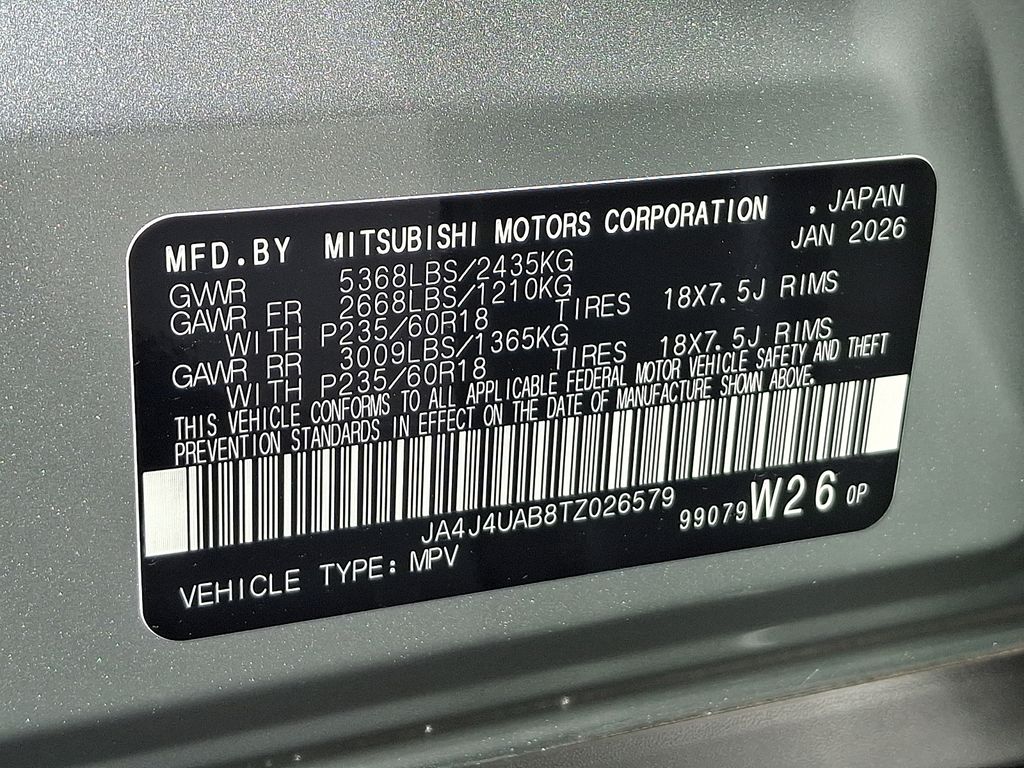 MFD.BY MITSUBISHI MOTORS CORPORATION . JAPAN
JAN 2026
GVWR 5368LBS/2435KG
GAWR FR 2668LBS/1210KG
WITH P235/60R18 TIRES 18X7.5J RIMS
GAWR RR 3009LBS/1365KG
WITH P235/60R18 TIRES 18X7.5J RIMS
THIS VEHICLE CONFORMS TO ALL APPLICABLE FEDERAL MOTOR VEHICLE SAFETY AND THEFT
PREVENTION STANDARDS IN EFFECT ON THE DATE OF MANUFACTURE SHOWN ABOVE.
JA4J4UAB8TZ026579
99079W26 0P
VEHICLE TYPE: MPV